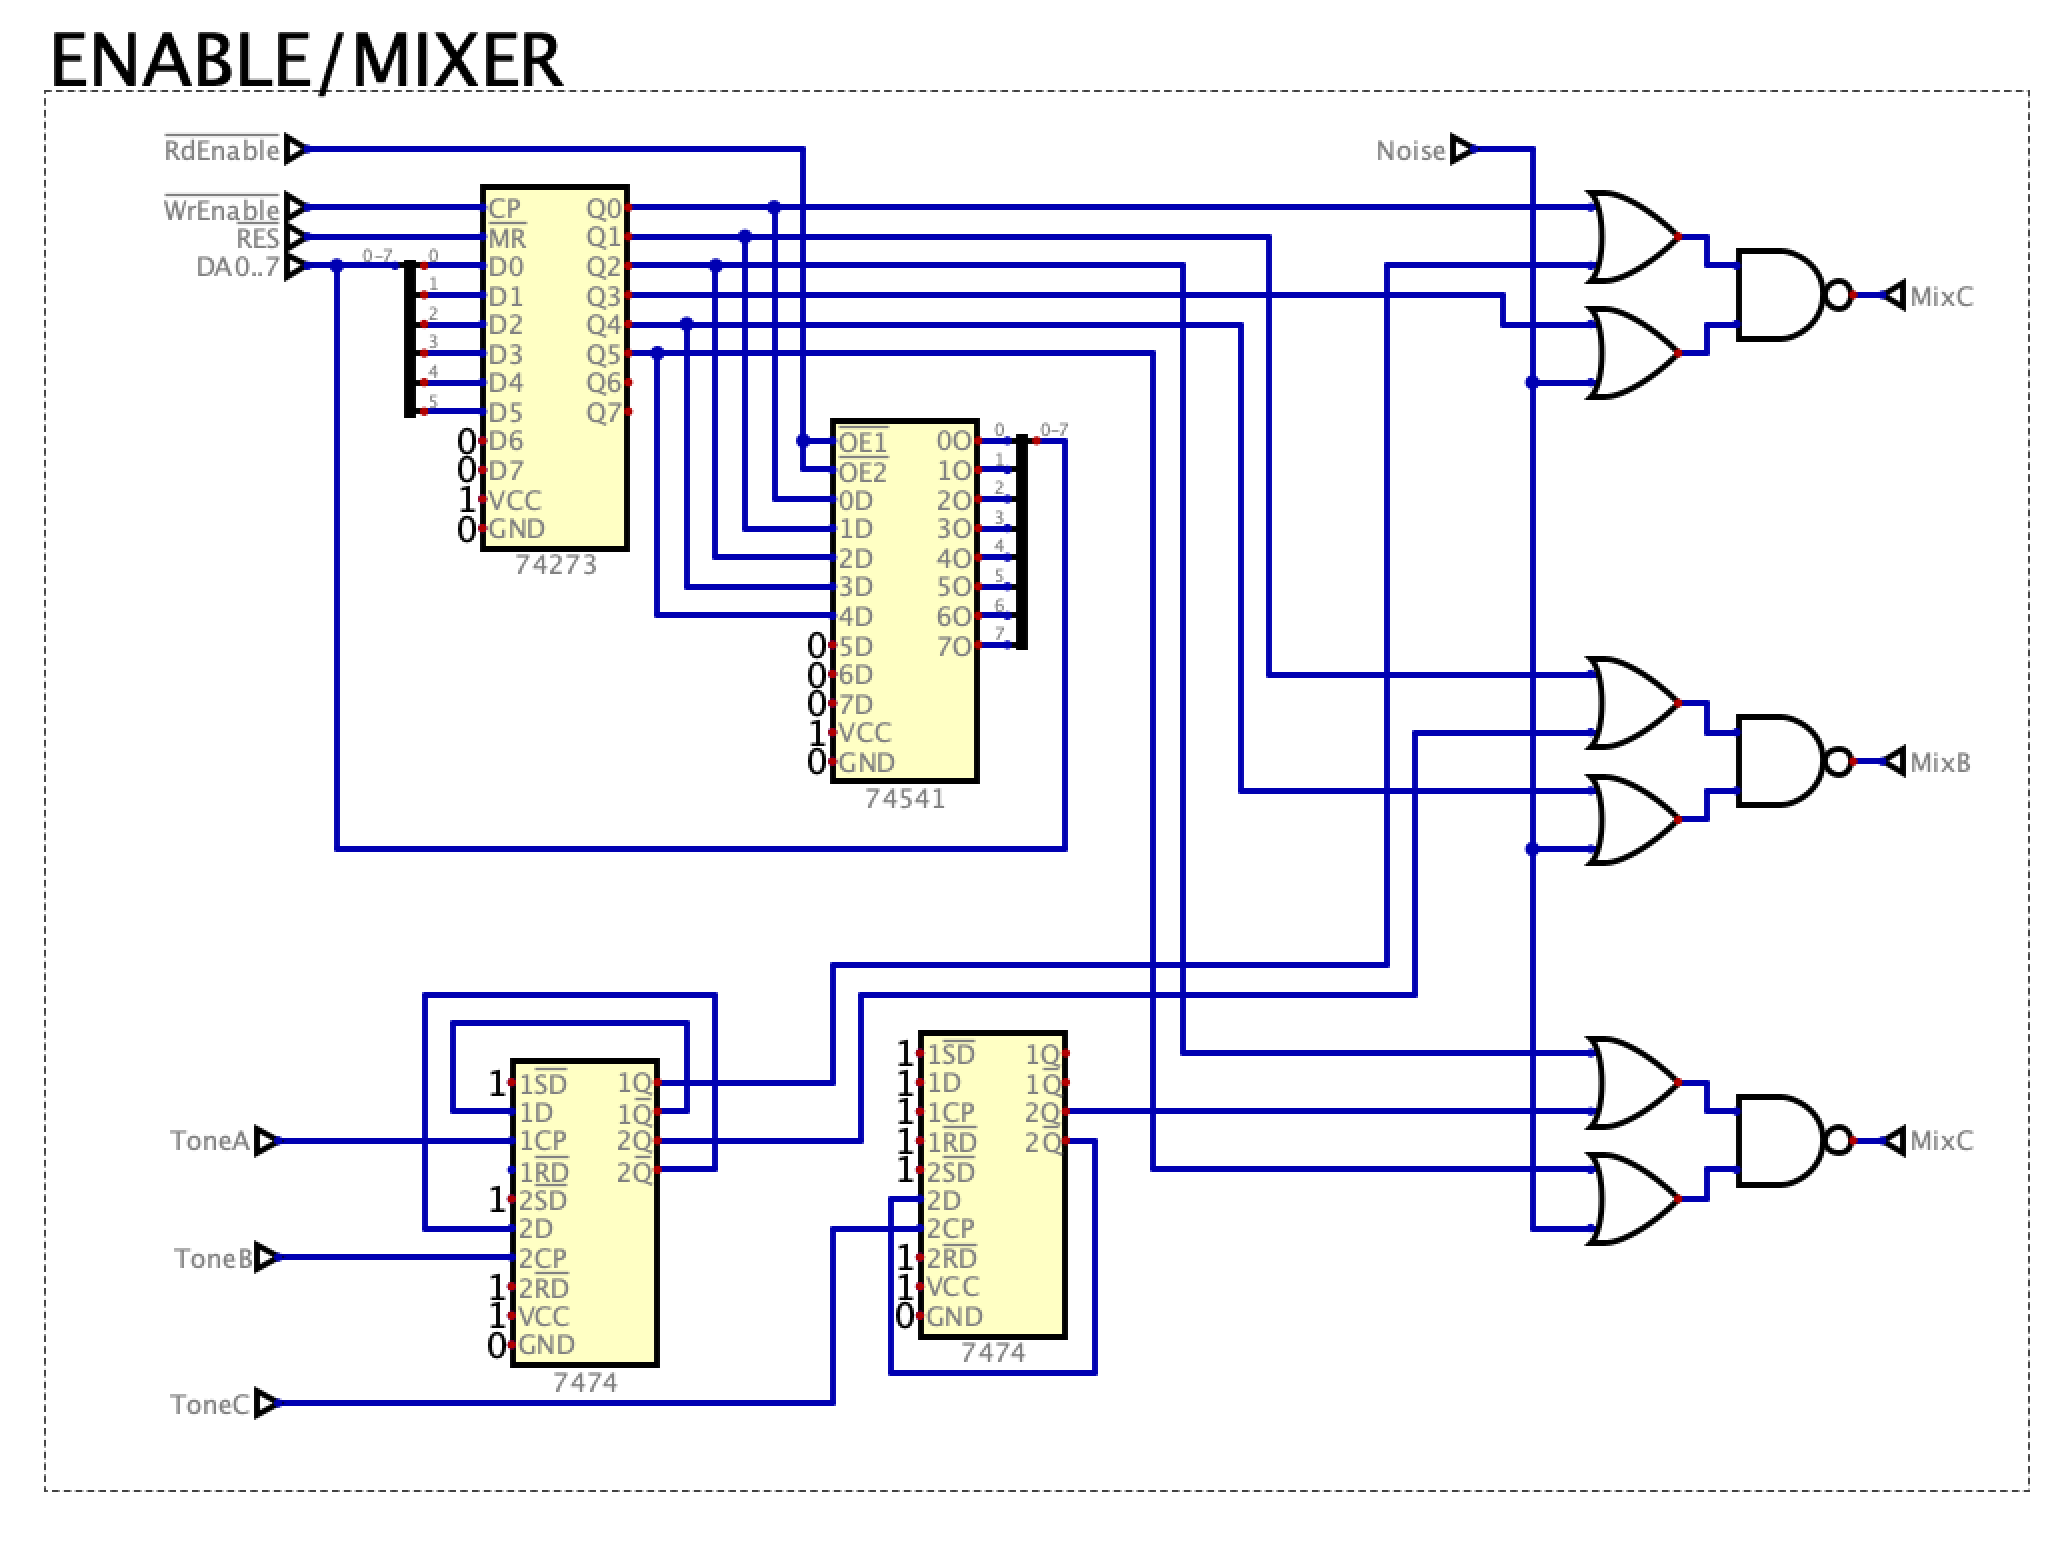 ENABLE/MIXER
RdEnable
WrEnable
RES
DA0..7
0-7
0
1
2
3
4
5
CP
MR
D0
D1
D2
D3
D4
D5
0 D6
0 D7
1 VCC
0 GND
Q0
Q1
Q2
Q3
Q4
Q5
Q6
Q7
74273
OE1
OE2
0D
1D
2D
3D
4D
0 5D
0 6D
0 7D
1 VCC
0 GND
0O
1O
2O
3O
4O
5O
6O
7O
0
1
2
3
4
5
6
7
0-7
74541
Noise
MixC
MixB
MixC
ToneA
ToneB
ToneC
1 1SD
1D
1CP
1RD
1 2SD
2D
2CP
1 2RD
1 VCC
0 GND
1Q
1Q
2Q
2Q
7474
1 1SD
1 1D
1 1CP
1 1RD
1 2SD
2D
2CP
1 2RD
1 VCC
0 GND
1Q
1Q
2Q
2Q
7474